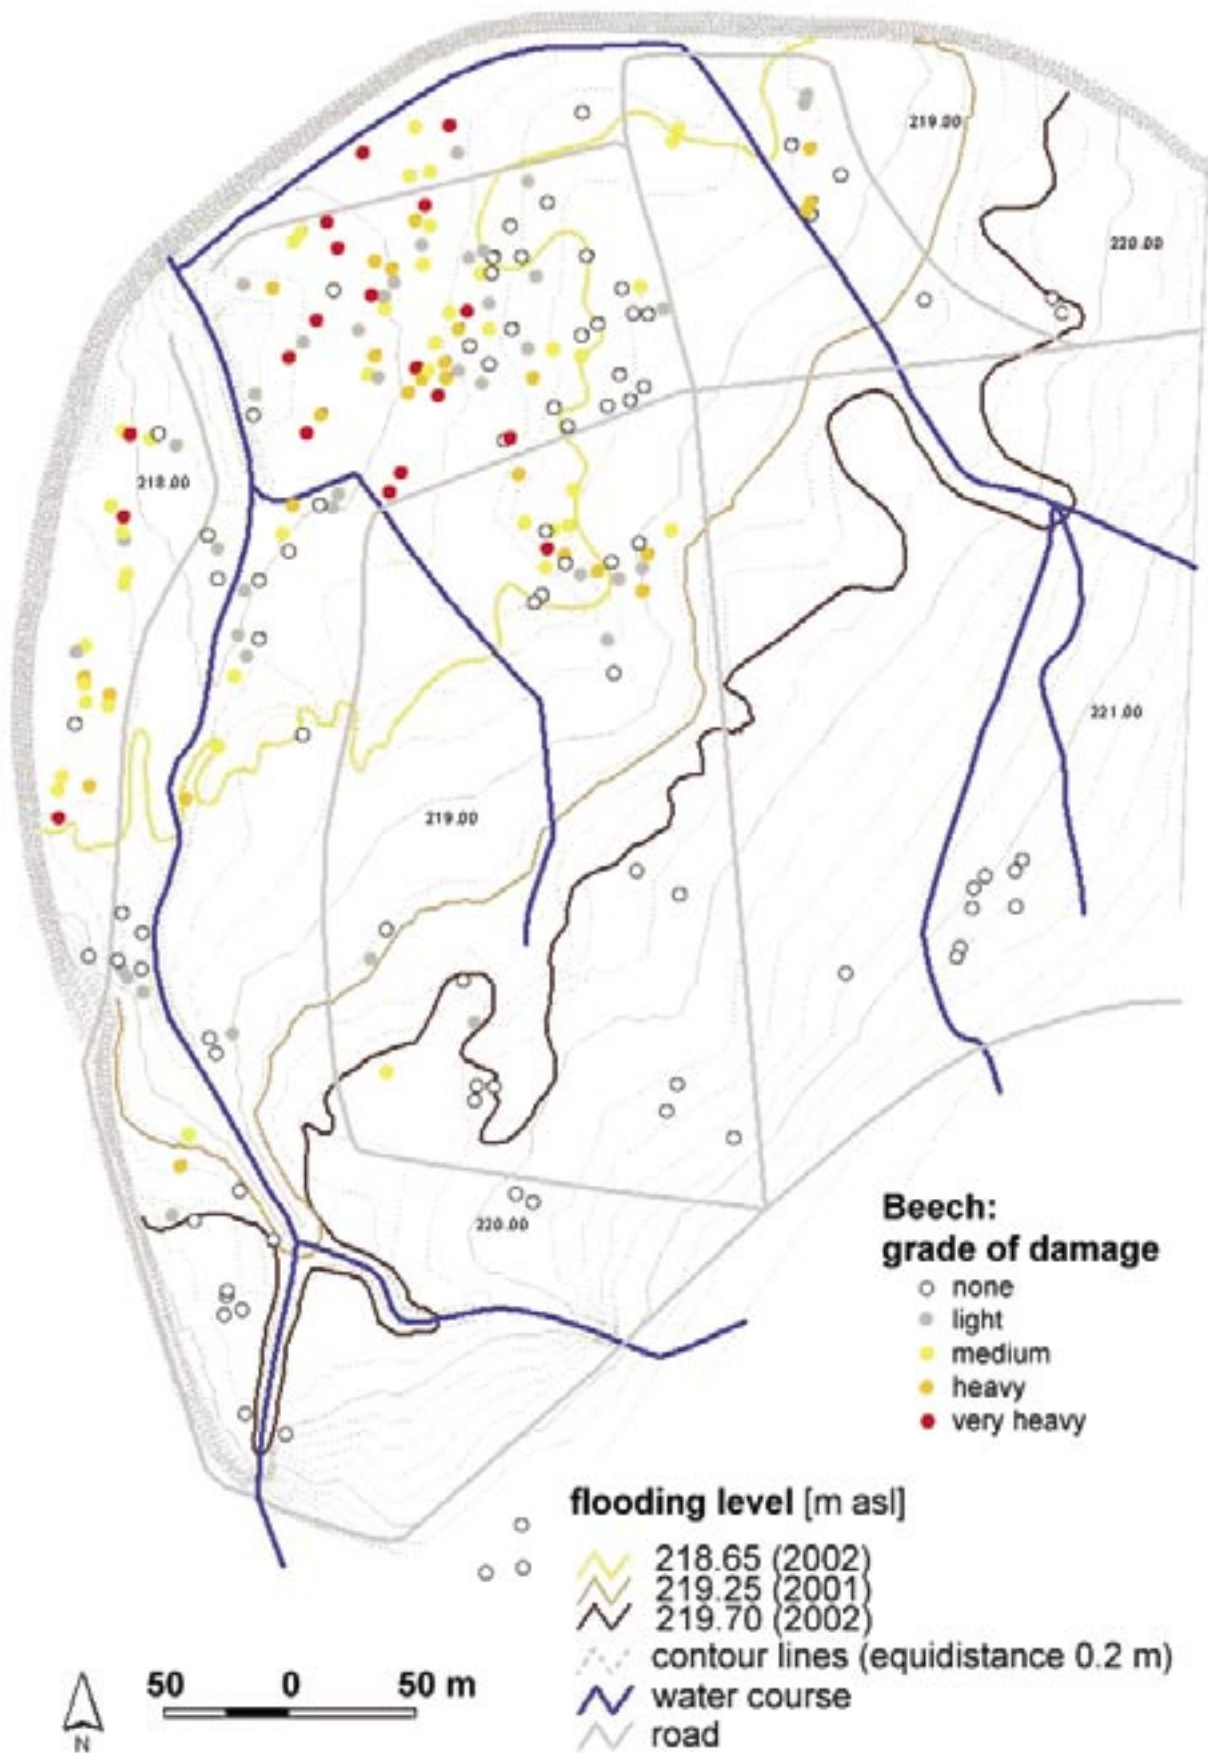 219.00
220.00
218.00
221.00
219.00
220.00
Beech:
grade of damage
none
light
medium
heavy
very heavy
flooding level [m asl]
218.65 (2002)
219.25 (2001)
219.70 (2002)
contour lines (equidistance 0.2 m)
water course
road
50 0 50 m
N